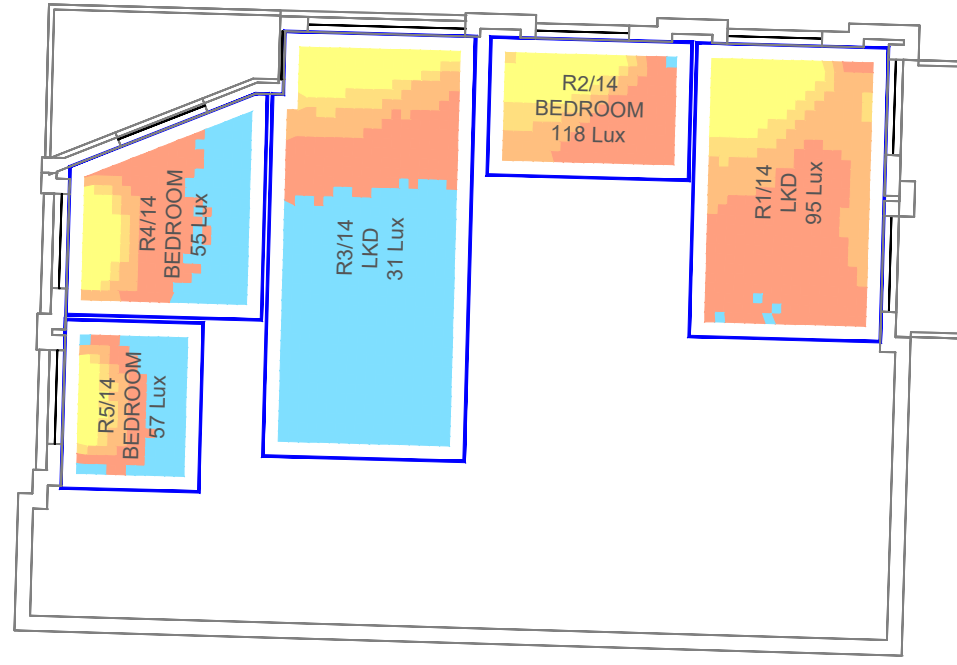 R2/14
BEDROOM
118 Lux
R1/14
LKD
95 Lux
R3/14
LKD
31 Lux
R4/14
BEDROOM
55 Lux
R5/14
BEDROOM
57 Lux